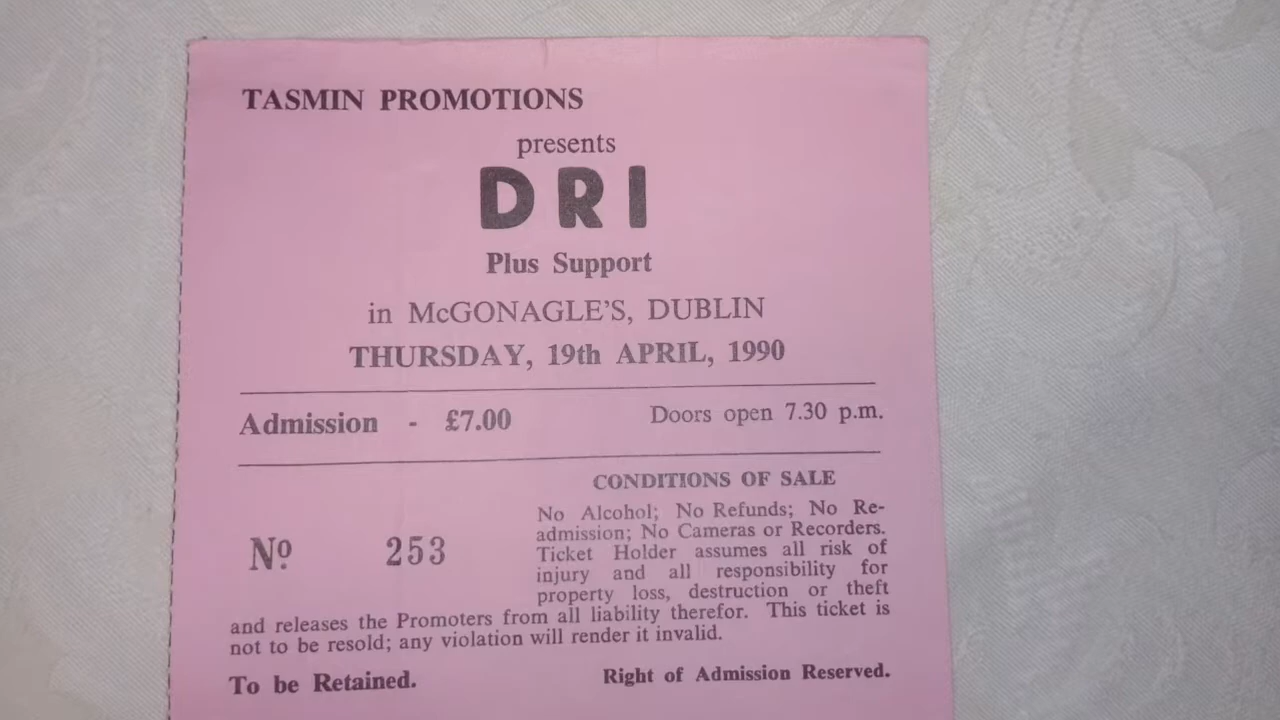 TASMIN PROMOTIONS
presents
DRI
Plus Support
in McGONAGLE'S, DUBLIN
THURSDAY, 19th APRIL, 1990
Admission - £7.00 Doors open 7.30 p.m.
CONDITIONS OF SALE
No Alcohol; No Refunds; No Re-
admission; No Cameras or Recorders.
Nº 253
Ticket Holder assumes all risk of
injury and all responsibility for
property loss, destruction or theft
and releases the Promoters from all liability therefor. This ticket is
not to be resold; any violation will render it invalid.
To be Retained. Right of Admission Reserved.